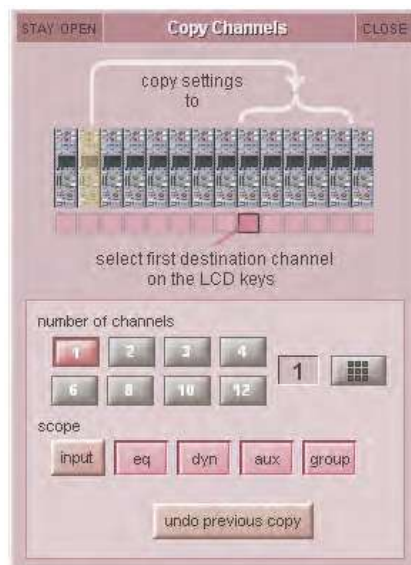 STAY OPEN Copy Channels CLOSE
copy settings
to
select first destination channel
on the LCD keys
number of channels
1 2 3 4
6 8 10 12 1
scope
input eq dyn aux group
undo previous copy